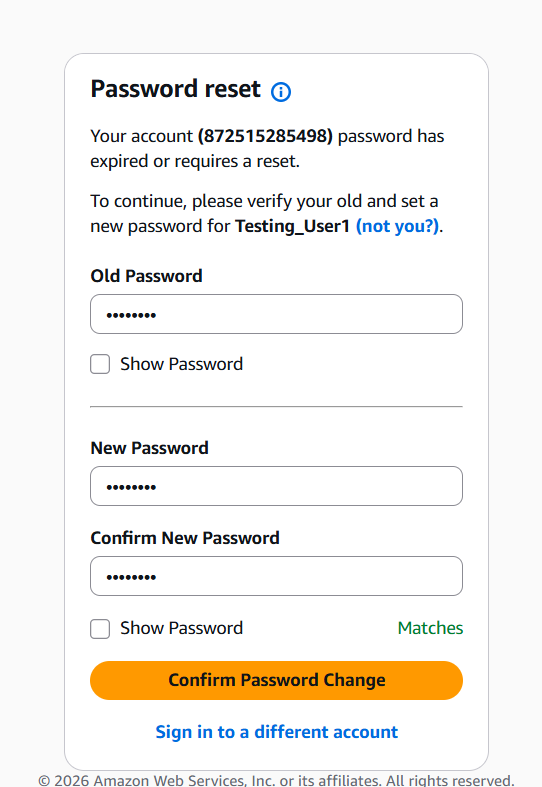 Password reset
Your account (872515285498) password has
expired or requires a reset.
To continue, please verify your old and set a
new password for Testing_User1 (not you?).
Old Password
••••••••
Show Password
New Password
••••••••
Confirm New Password
••••••••
Show Password
Matches
Confirm Password Change
Sign in to a different account
© 2026 Amazon Web Services, Inc. or its affiliates. All rights reserved.